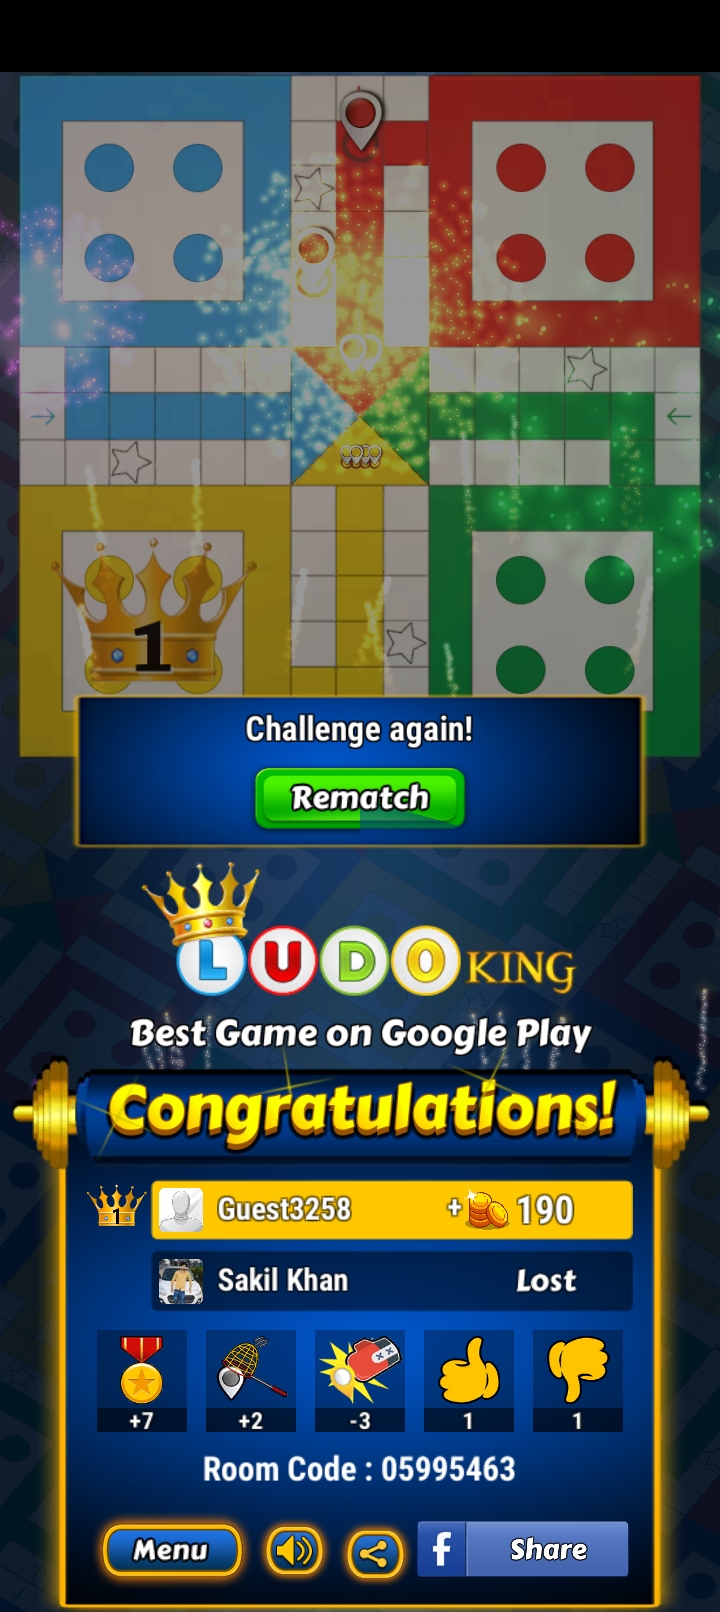 1
Challenge again!
Rematch
LUDO KING
Best Game on Google Play
Congratulations!
1 Guest3258 + 190
Sakil Khan Lost
+7 +2 -3 1 1
Room Code : 05995463
Menu f Share